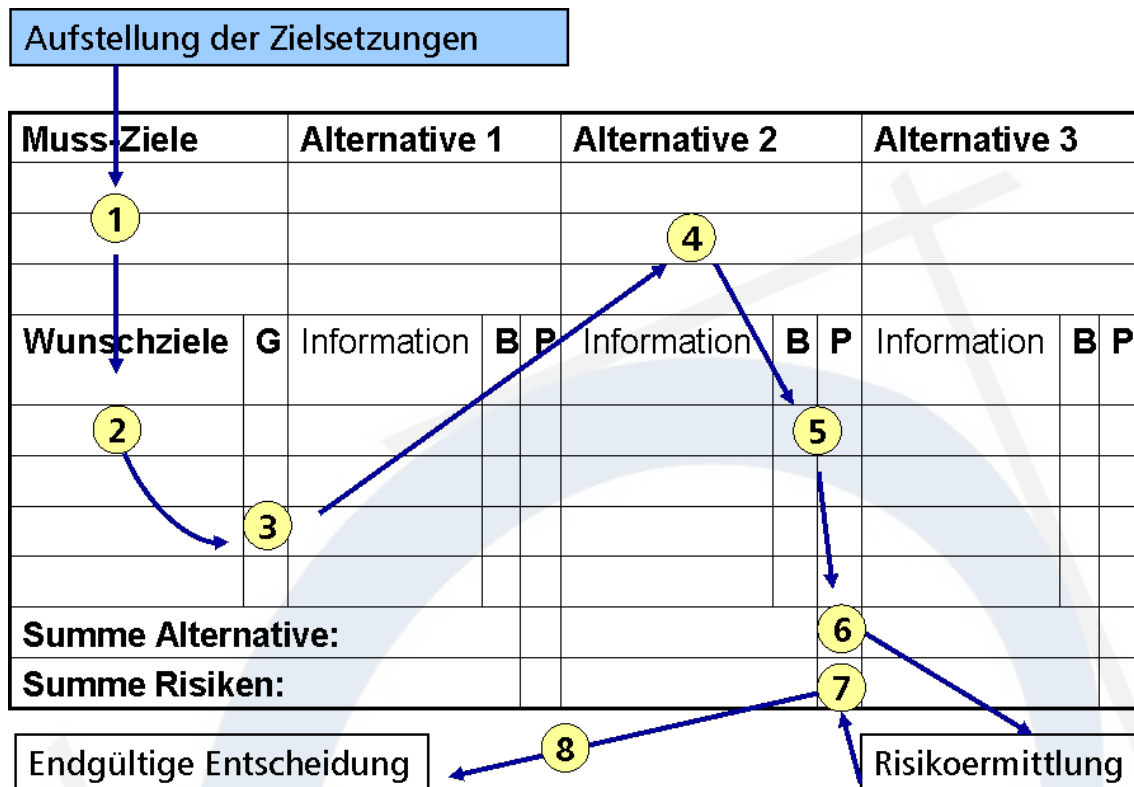 Aufstellung der Zielsetzungen
Muss-Ziele Alternative 1 Alternative 2 Alternative 3
1
4
Wunschziele G Information B P Information B P Information B P
2
5
3
Summe Alternative: 6
Summe Risiken: 7
8
Endgültige Entscheidung Risikoermittlung